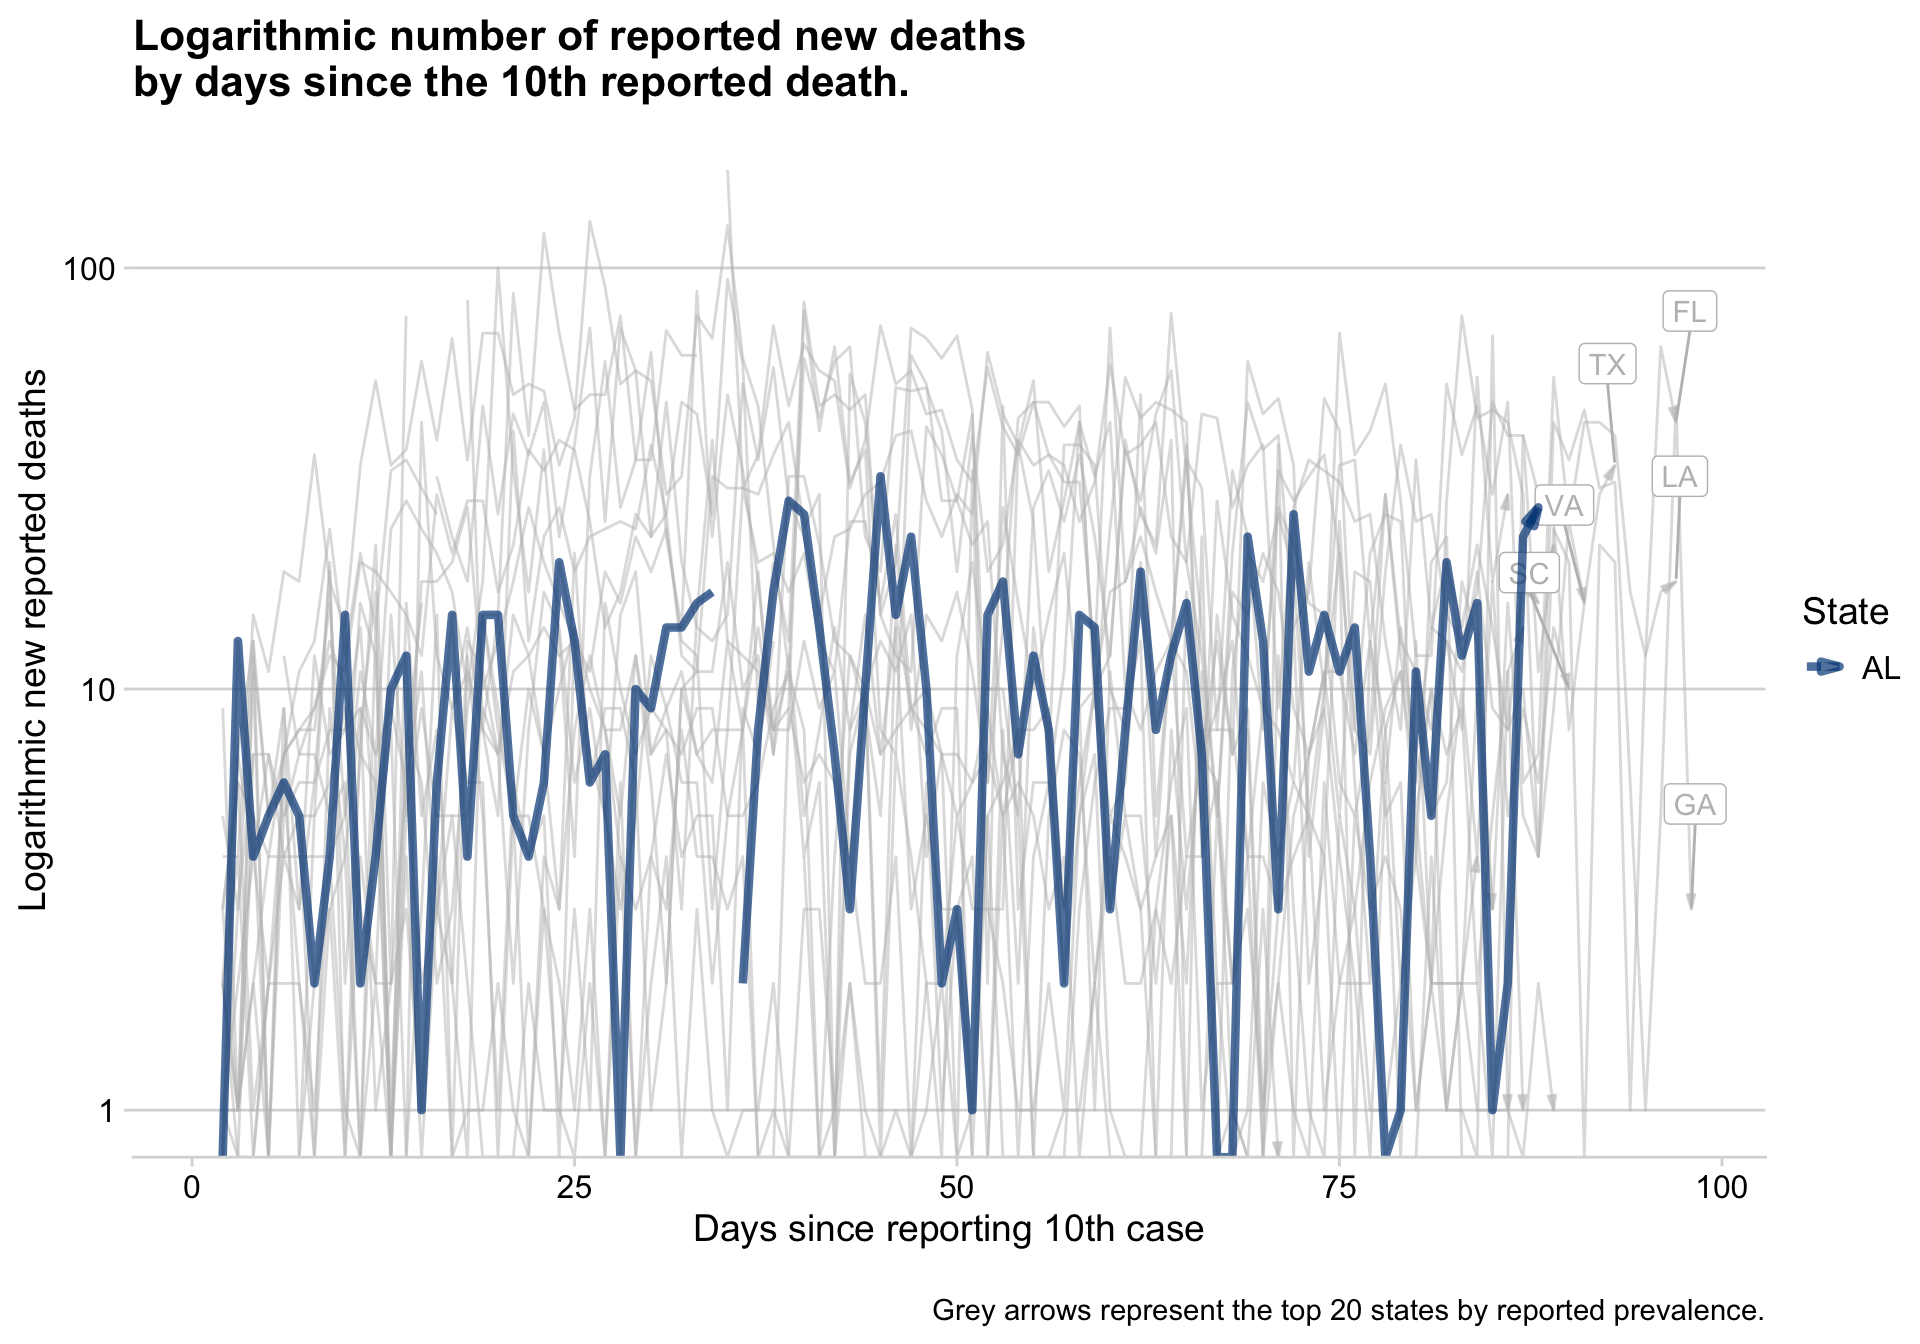 Logarithmic number of reported new deaths
by days since the 10th reported death.
Logarithmic new reported deaths
100
10
1
FL
TX
LA
VA
SC
GA
State
AL
0
25
50
75
100
Days since reporting 10th case
Grey arrows represent the top 20 states by reported prevalence.